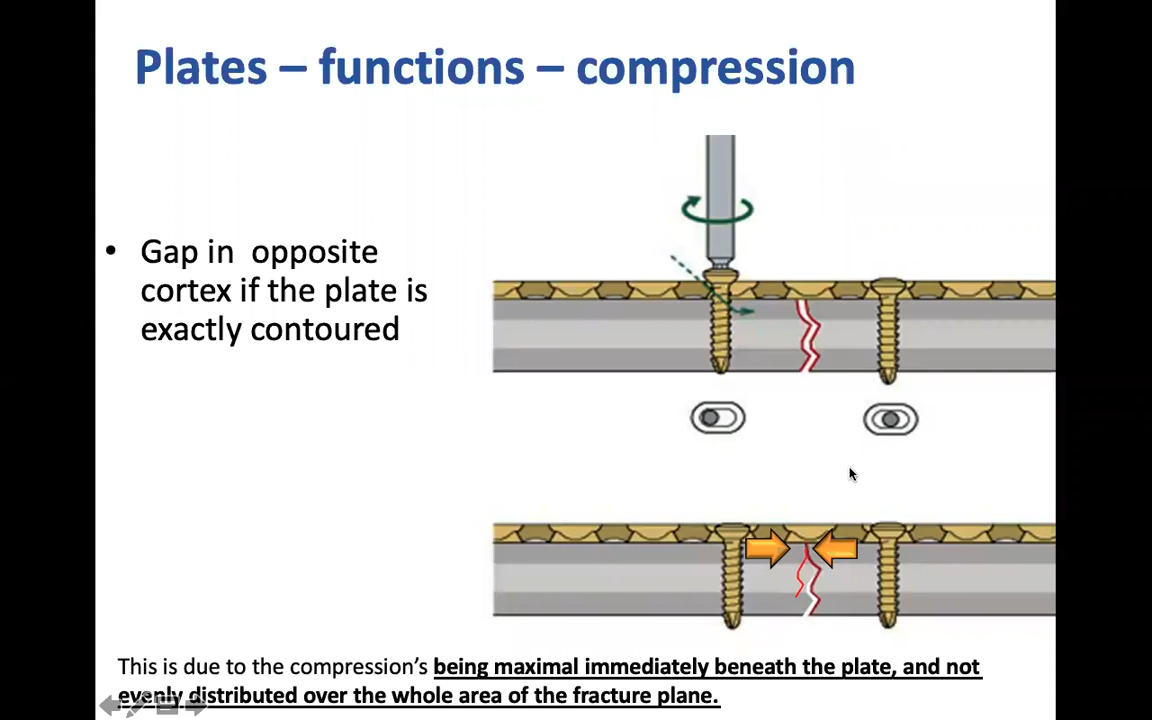 Plates – functions – compression
• Gap in opposite
cortex if the plate is
exactly contoured
This is due to the compression's being maximal immediately beneath the plate, and not
evenly distributed over the whole area of the fracture plane.